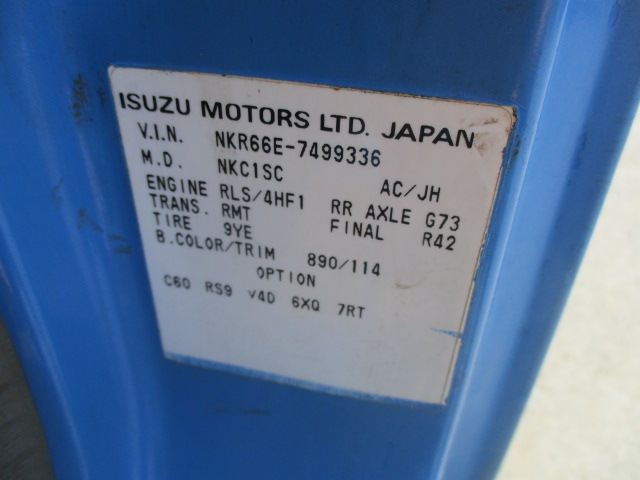 ISUZU MOTORS LTD. JAPAN
V.I.N. NKR66E-7499336
M.D. NKC1SC AC/JH
ENGINE RLS/4HF1 RR AXLE G73
TRANS. RMT FINAL R42
TIRE 9YE
B.COLOR/TRIM 890/114
OPTION
C60 RS9 V4D 6XQ 7RT